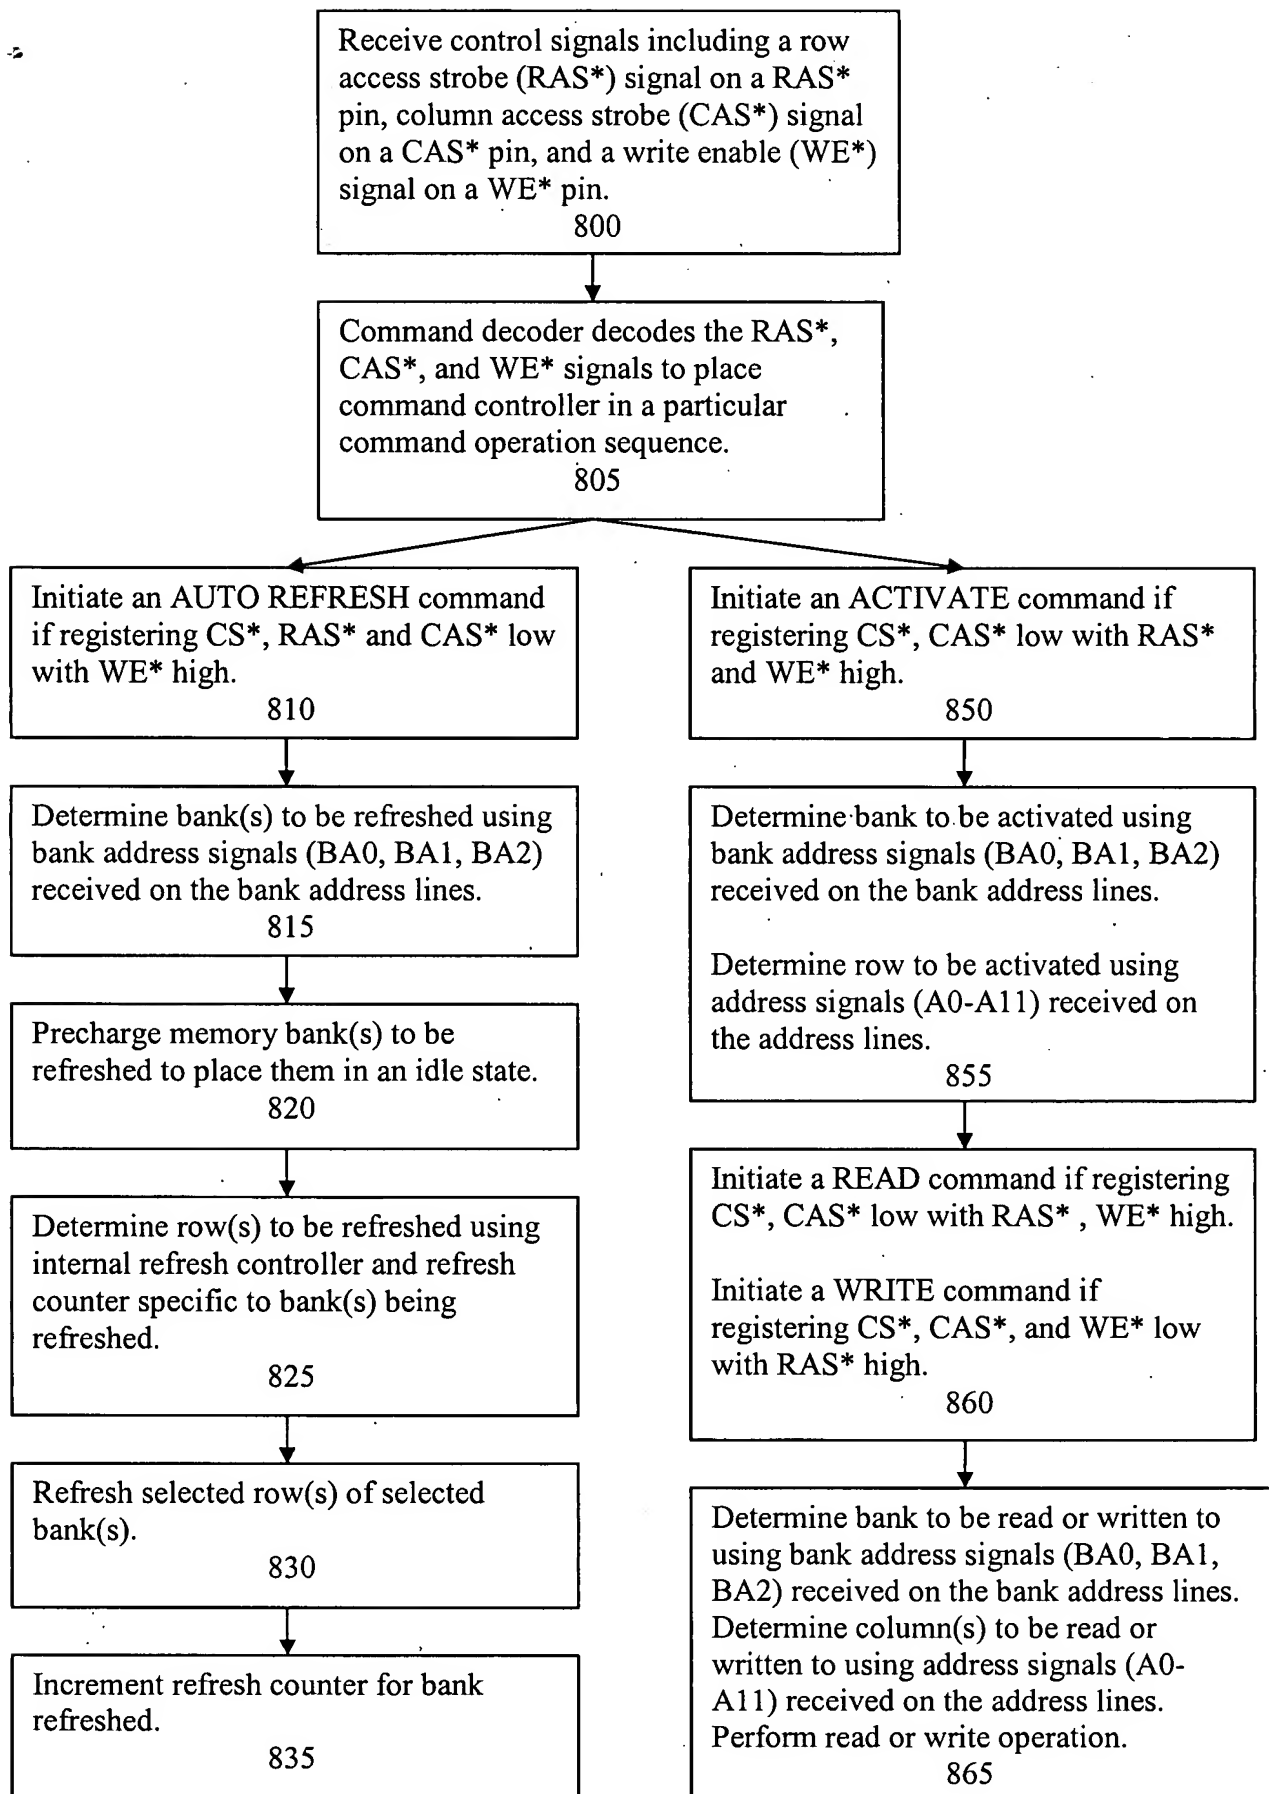 Receive control signals including a row
access strobe (RAS*) signal on a RAS*
pin, column access strobe (CAS*) signal
on a CAS* pin, and a write enable (WE*)
signal on a WE* pin.
800
Command decoder decodes the RAS*,
CAS*, and WE* signals to place
command controller in a particular
command operation sequence.
805
Initiate an AUTO REFRESH command
if registering CS*, RAS* and CAS* low
with WE* high.
810
Determine bank(s) to be refreshed using
bank address signals (BA0, BA1, BA2)
received on the bank address lines.
815
Precharge memory bank(s) to be
refreshed to place them in an idle state.
820
Determine row(s) to be refreshed using
internal refresh controller and refresh
counter specific to bank(s) being
refreshed.
825
Refresh selected row(s) of selected
bank(s).
830
Increment refresh counter for bank
refreshed.
835
Initiate an ACTIVATE command if
registering CS*, CAS* low with RAS*
and WE* high.
850
Determine bank to be activated using
bank address signals (BA0, BA1, BA2)
received on the bank address lines.
Determine row to be activated using
address signals (A0-A11) received on
the address lines.
855
Initiate a READ command if registering
CS*, CAS* low with RAS* , WE* high.
Initiate a WRITE command if
registering CS*, CAS*, and WE* low
with RAS* high.
860
Determine bank to be read or written to
using bank address signals (BA0, BA1,
BA2) received on the bank address lines.
Determine column(s) to be read or
written to using address signals (A0-
A11) received on the address lines.
Perform read or write operation.
865